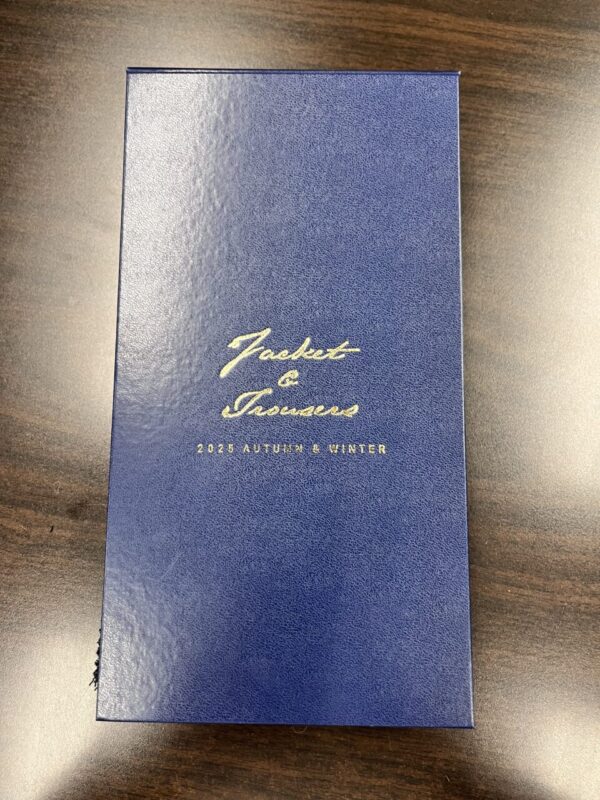 Jacket
&
Trousers
2025 AUTUMN & WINTER